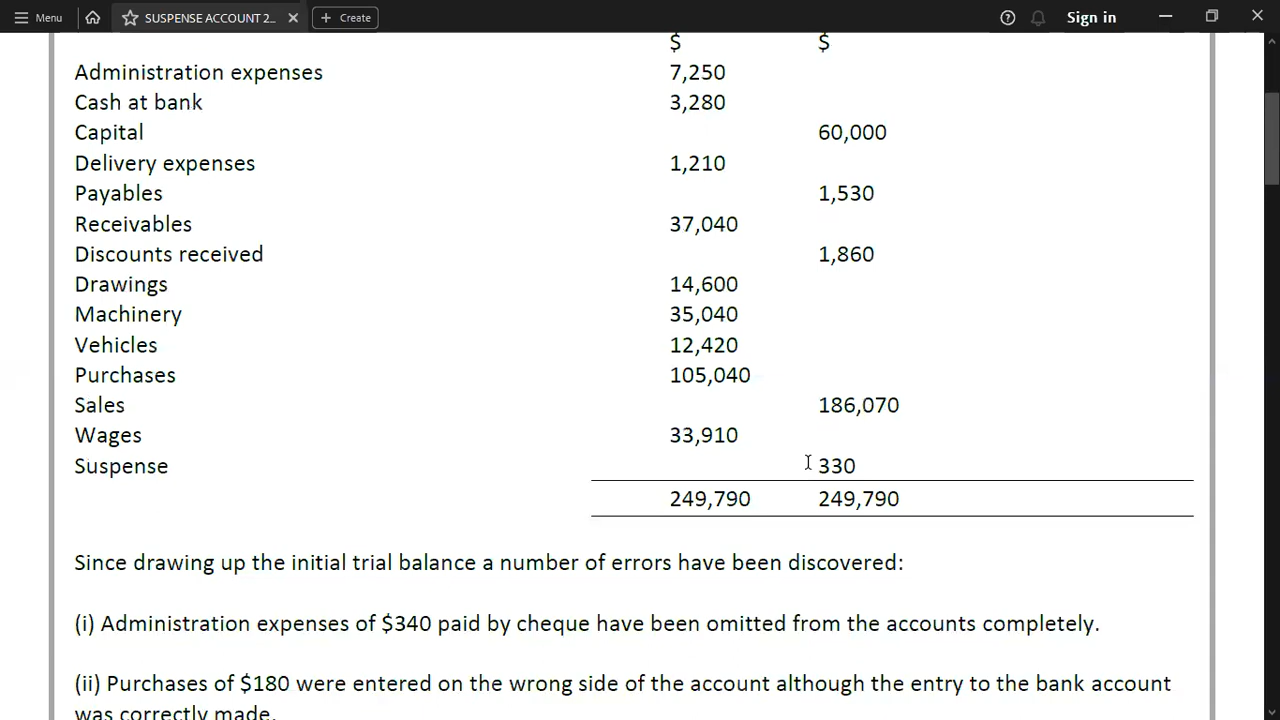 Menu SUSPENSE ACCOUNT 2... Create Sign in
$ $
Administration expenses 7,250
Cash at bank 3,280
Capital 60,000
Delivery expenses 1,210
Payables 1,530
Receivables 37,040
Discounts received 1,860
Drawings 14,600
Machinery 35,040
Vehicles 12,420
Purchases 105,040
Sales 186,070
Wages 33,910
Suspense 330
249,790 249,790
Since drawing up the initial trial balance a number of errors have been discovered:
(i) Administration expenses of $340 paid by cheque have been omitted from the accounts completely.
(ii) Purchases of $180 were entered on the wrong side of the account although the entry to the bank account
was correctly made.